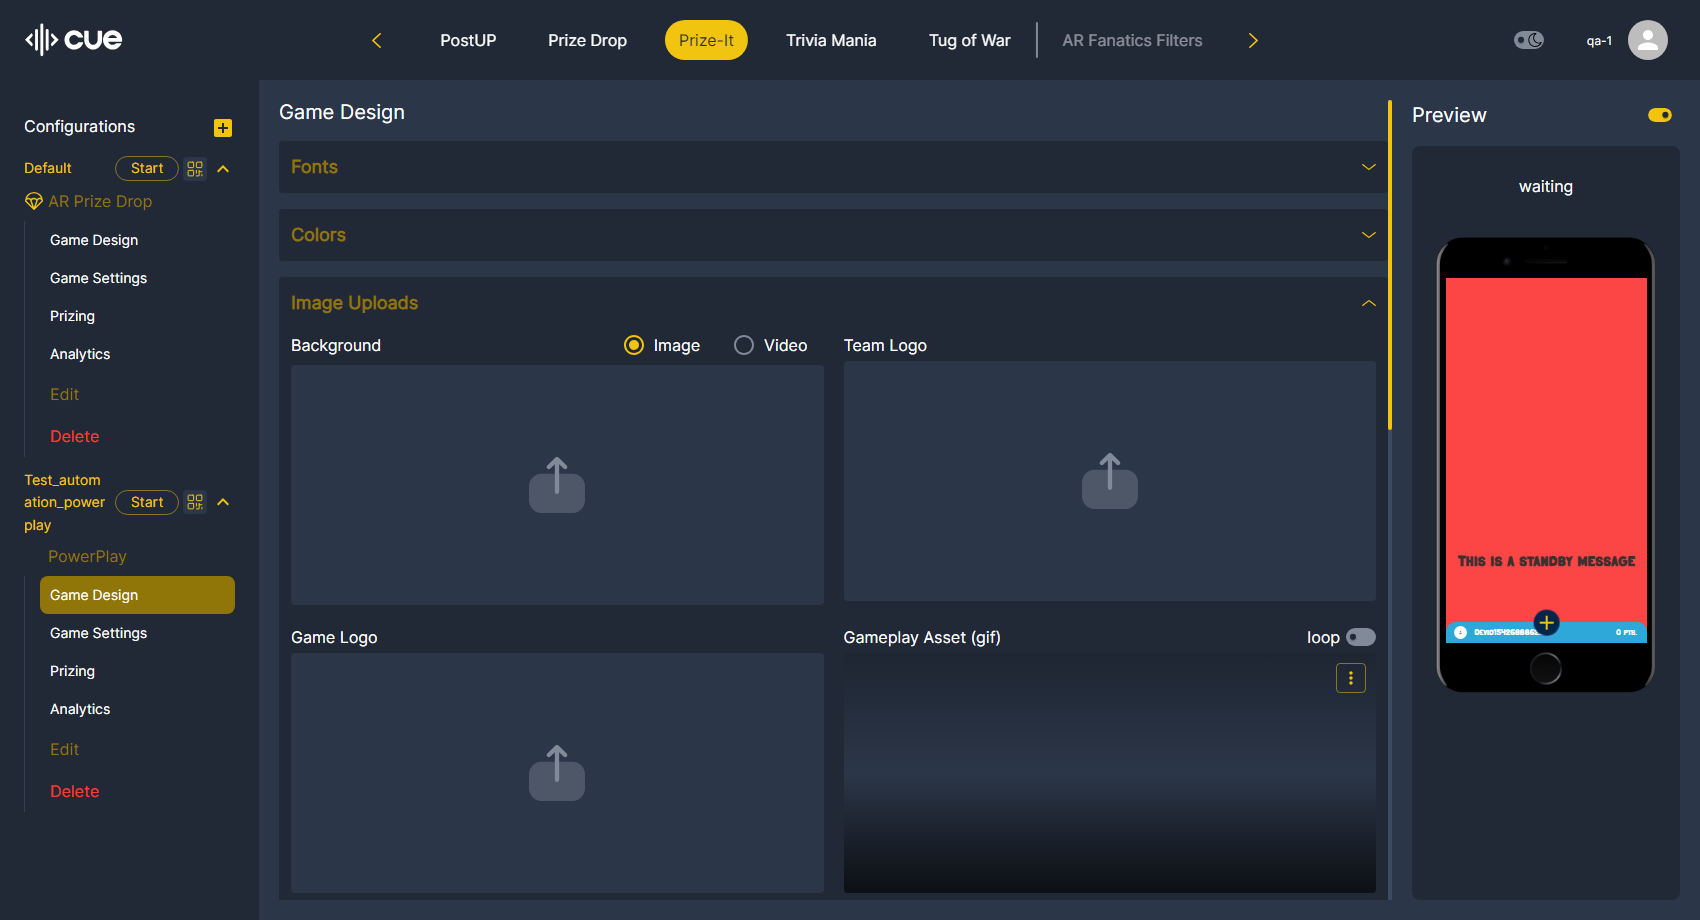 cue
PostUP
Prize Drop
Prize-It
Trivia Mania
Tug of War
AR Fanatics Filters
qa-1
Configurations
Default
Start
AR Prize Drop
Game Design
Game Settings
Prizing
Analytics
Edit
Delete
Test_autom
ation_power
play
Start
PowerPlay
Game Design
Game Settings
Prizing
Analytics
Edit
Delete
Game Design
Fonts
Colors
Image Uploads
Background
Image
Video
Team Logo
Game Logo
Gameplay Asset (gif)
loop
Preview
waiting
This is a standby message
0 pts.